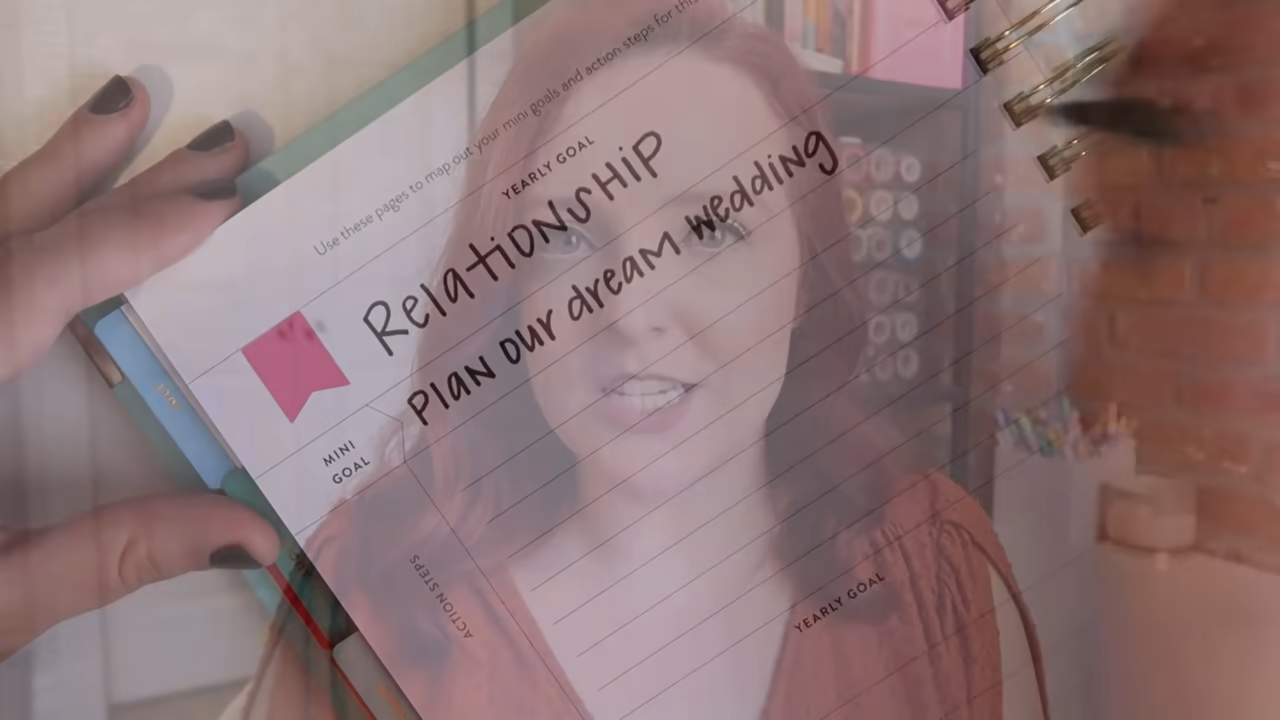 Use these pages to map out your mini goals and action steps for this
YEARLY GOAL
RelatioNsHiP
PlaN ouR dreaM wedding
MINI
GOAL
ACTION STEPS
YEARLY GOAL